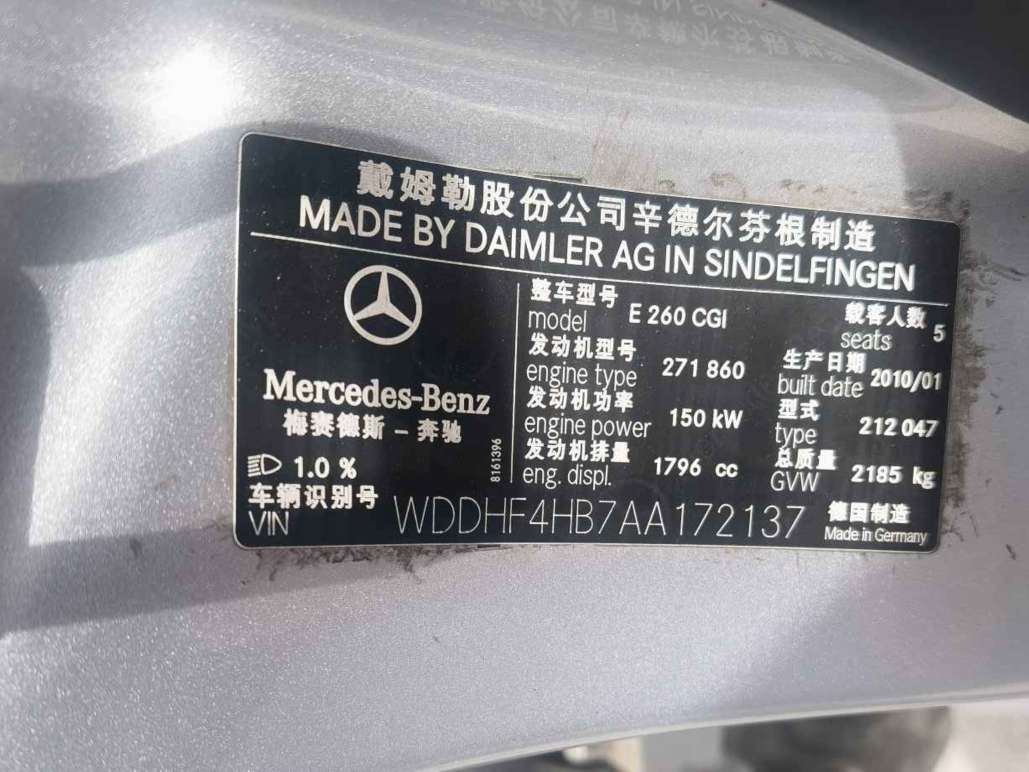 戴姆勒股份公司辛德尔芬根制造
MADE BY DAIMLER AG IN SINDELFINGEN
整车型号
model E 260 CGI
载客人数
seats 5
发动机型号
engine type 271 860
生产日期
built date 2010/01
发动机功率
engine power 150 kW
型式
type 212 047
发动机排量
eng. displ. 1796 cc
总质量
GVW 2185 kg
Mercedes-Benz
梅赛德斯 - 奔驰
1.0 %
8161396
车辆识别号
VIN WDDHF4HB7AA172137
德国制造
Made in Germany